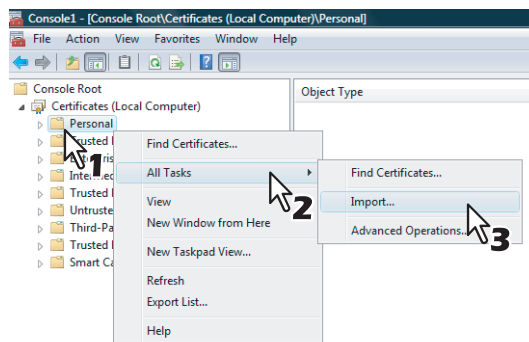 Console1 - [Console Root\Certificates (Local Computer)\Personal]
File Action View Favorites Window Help
Console Root
Object Type
Certificates (Local Computer)
Personal
1
Trusted
Find Certificates...
All Tasks
2
View
New Window from Here
New Taskpad View...
Refresh
Export List...
Help
Find Certificates...
Import...
Advanced Operations...
3
Trusted
Third-Pa
Trusted
Smart Ca